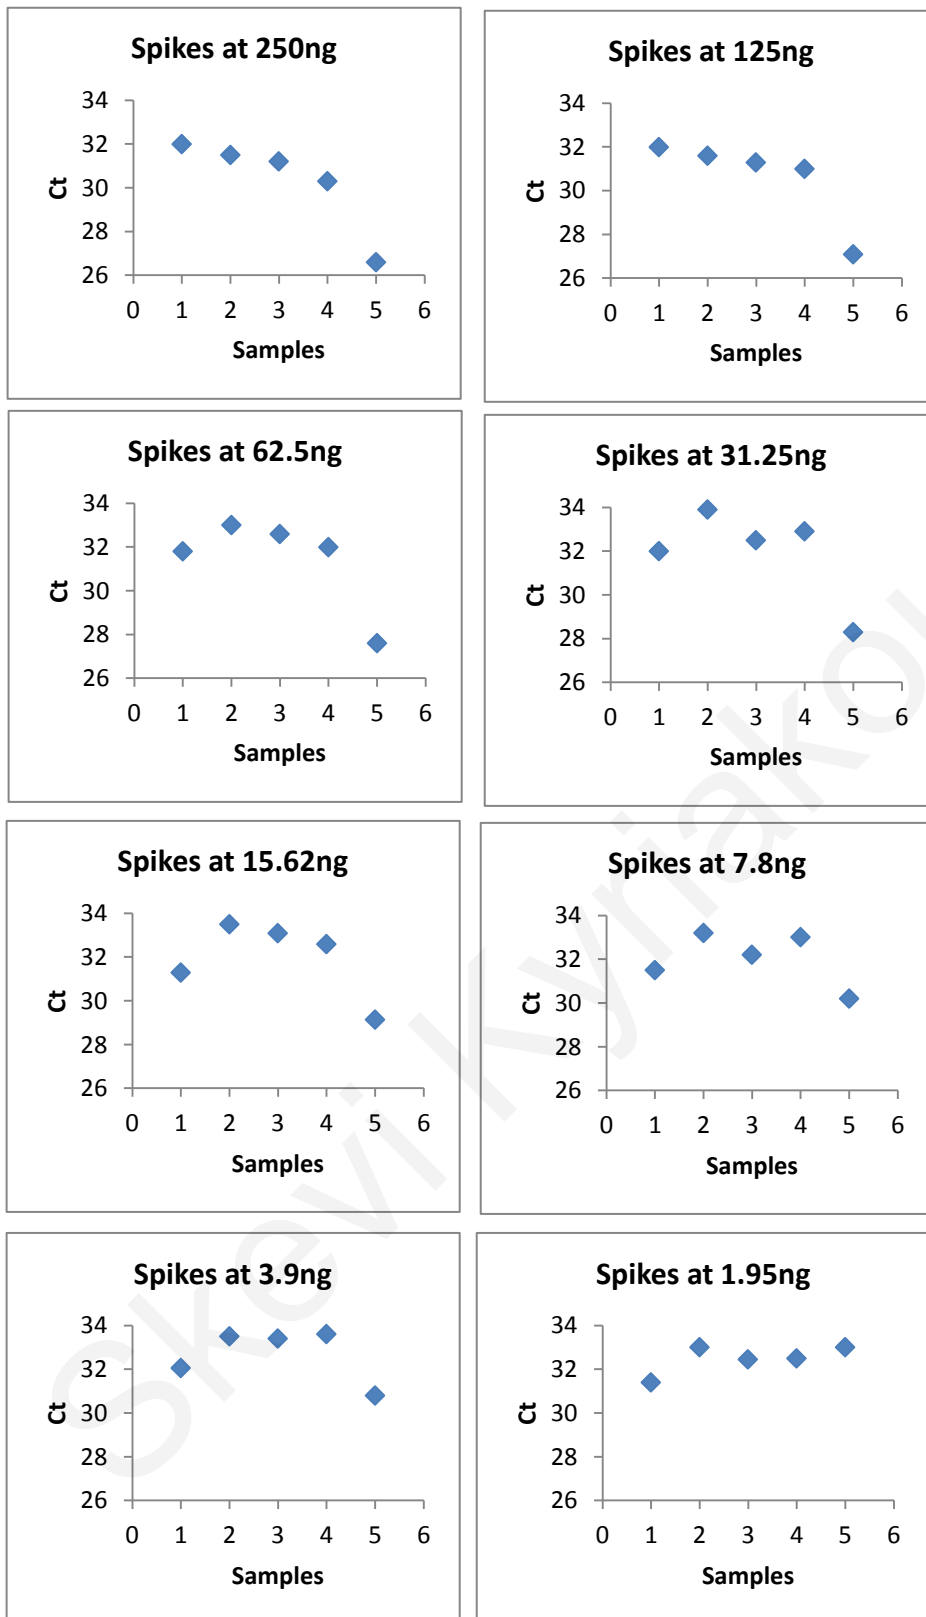 Spikes at 250ng
34
32
30
28
26
Ct
0 1 2 3 4 5 6
Samples
Spikes at 125ng
34
32
30
28
26
Ct
0 1 2 3 4 5 6
Samples
Spikes at 62.5ng
34
32
30
28
26
Ct
0 1 2 3 4 5 6
Samples
Spikes at 31.25ng
34
32
30
28
26
Ct
0 1 2 3 4 5 6
Samples
Spikes at 15.62ng
34
32
30
28
26
Ct
0 1 2 3 4 5 6
Samples
Spikes at 7.8ng
34
32
30
28
26
Ct
0 1 2 3 4 5 6
Samples
Spikes at 3.9ng
34
32
30
28
26
Ct
0 1 2 3 4 5 6
Samples
Spikes at 1.95ng
34
32
30
28
26
Ct
0 1 2 3 4 5 6
Samples
Skevi Kyriakou